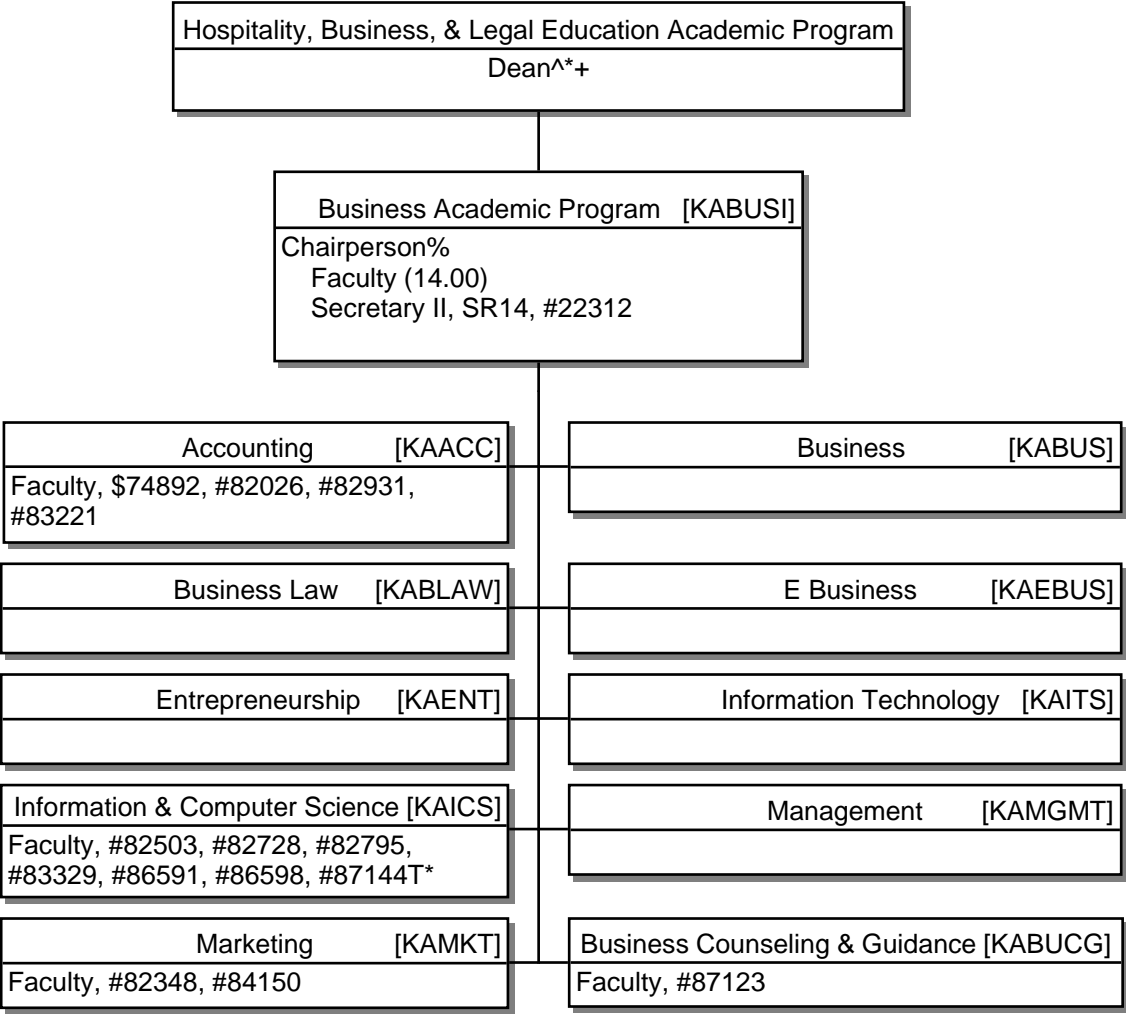 Hospitality, Business, & Legal Education Academic Program
Dean^*+
Business Academic Program [KABUSI]
Chairperson%
Faculty (14.00)
Secretary II, SR14, #22312
Accounting [KAACC]
Faculty, $74892, #82026, #82931,
#83221
Business [KABUS]
Business Law [KABLAW]
E Business [KAEBUS]
Entrepreneurship [KAENT]
Information Technology [KAITS]
Information & Computer Science [KAICS]
Faculty, #82503, #82728, #82795,
#83329, #86591, #86598, #87144T*
Management [KAMGMT]
Marketing [KAMKT]
Faculty, #82348, #84150
Business Counseling & Guidance [KABUCG]
Faculty, #87123